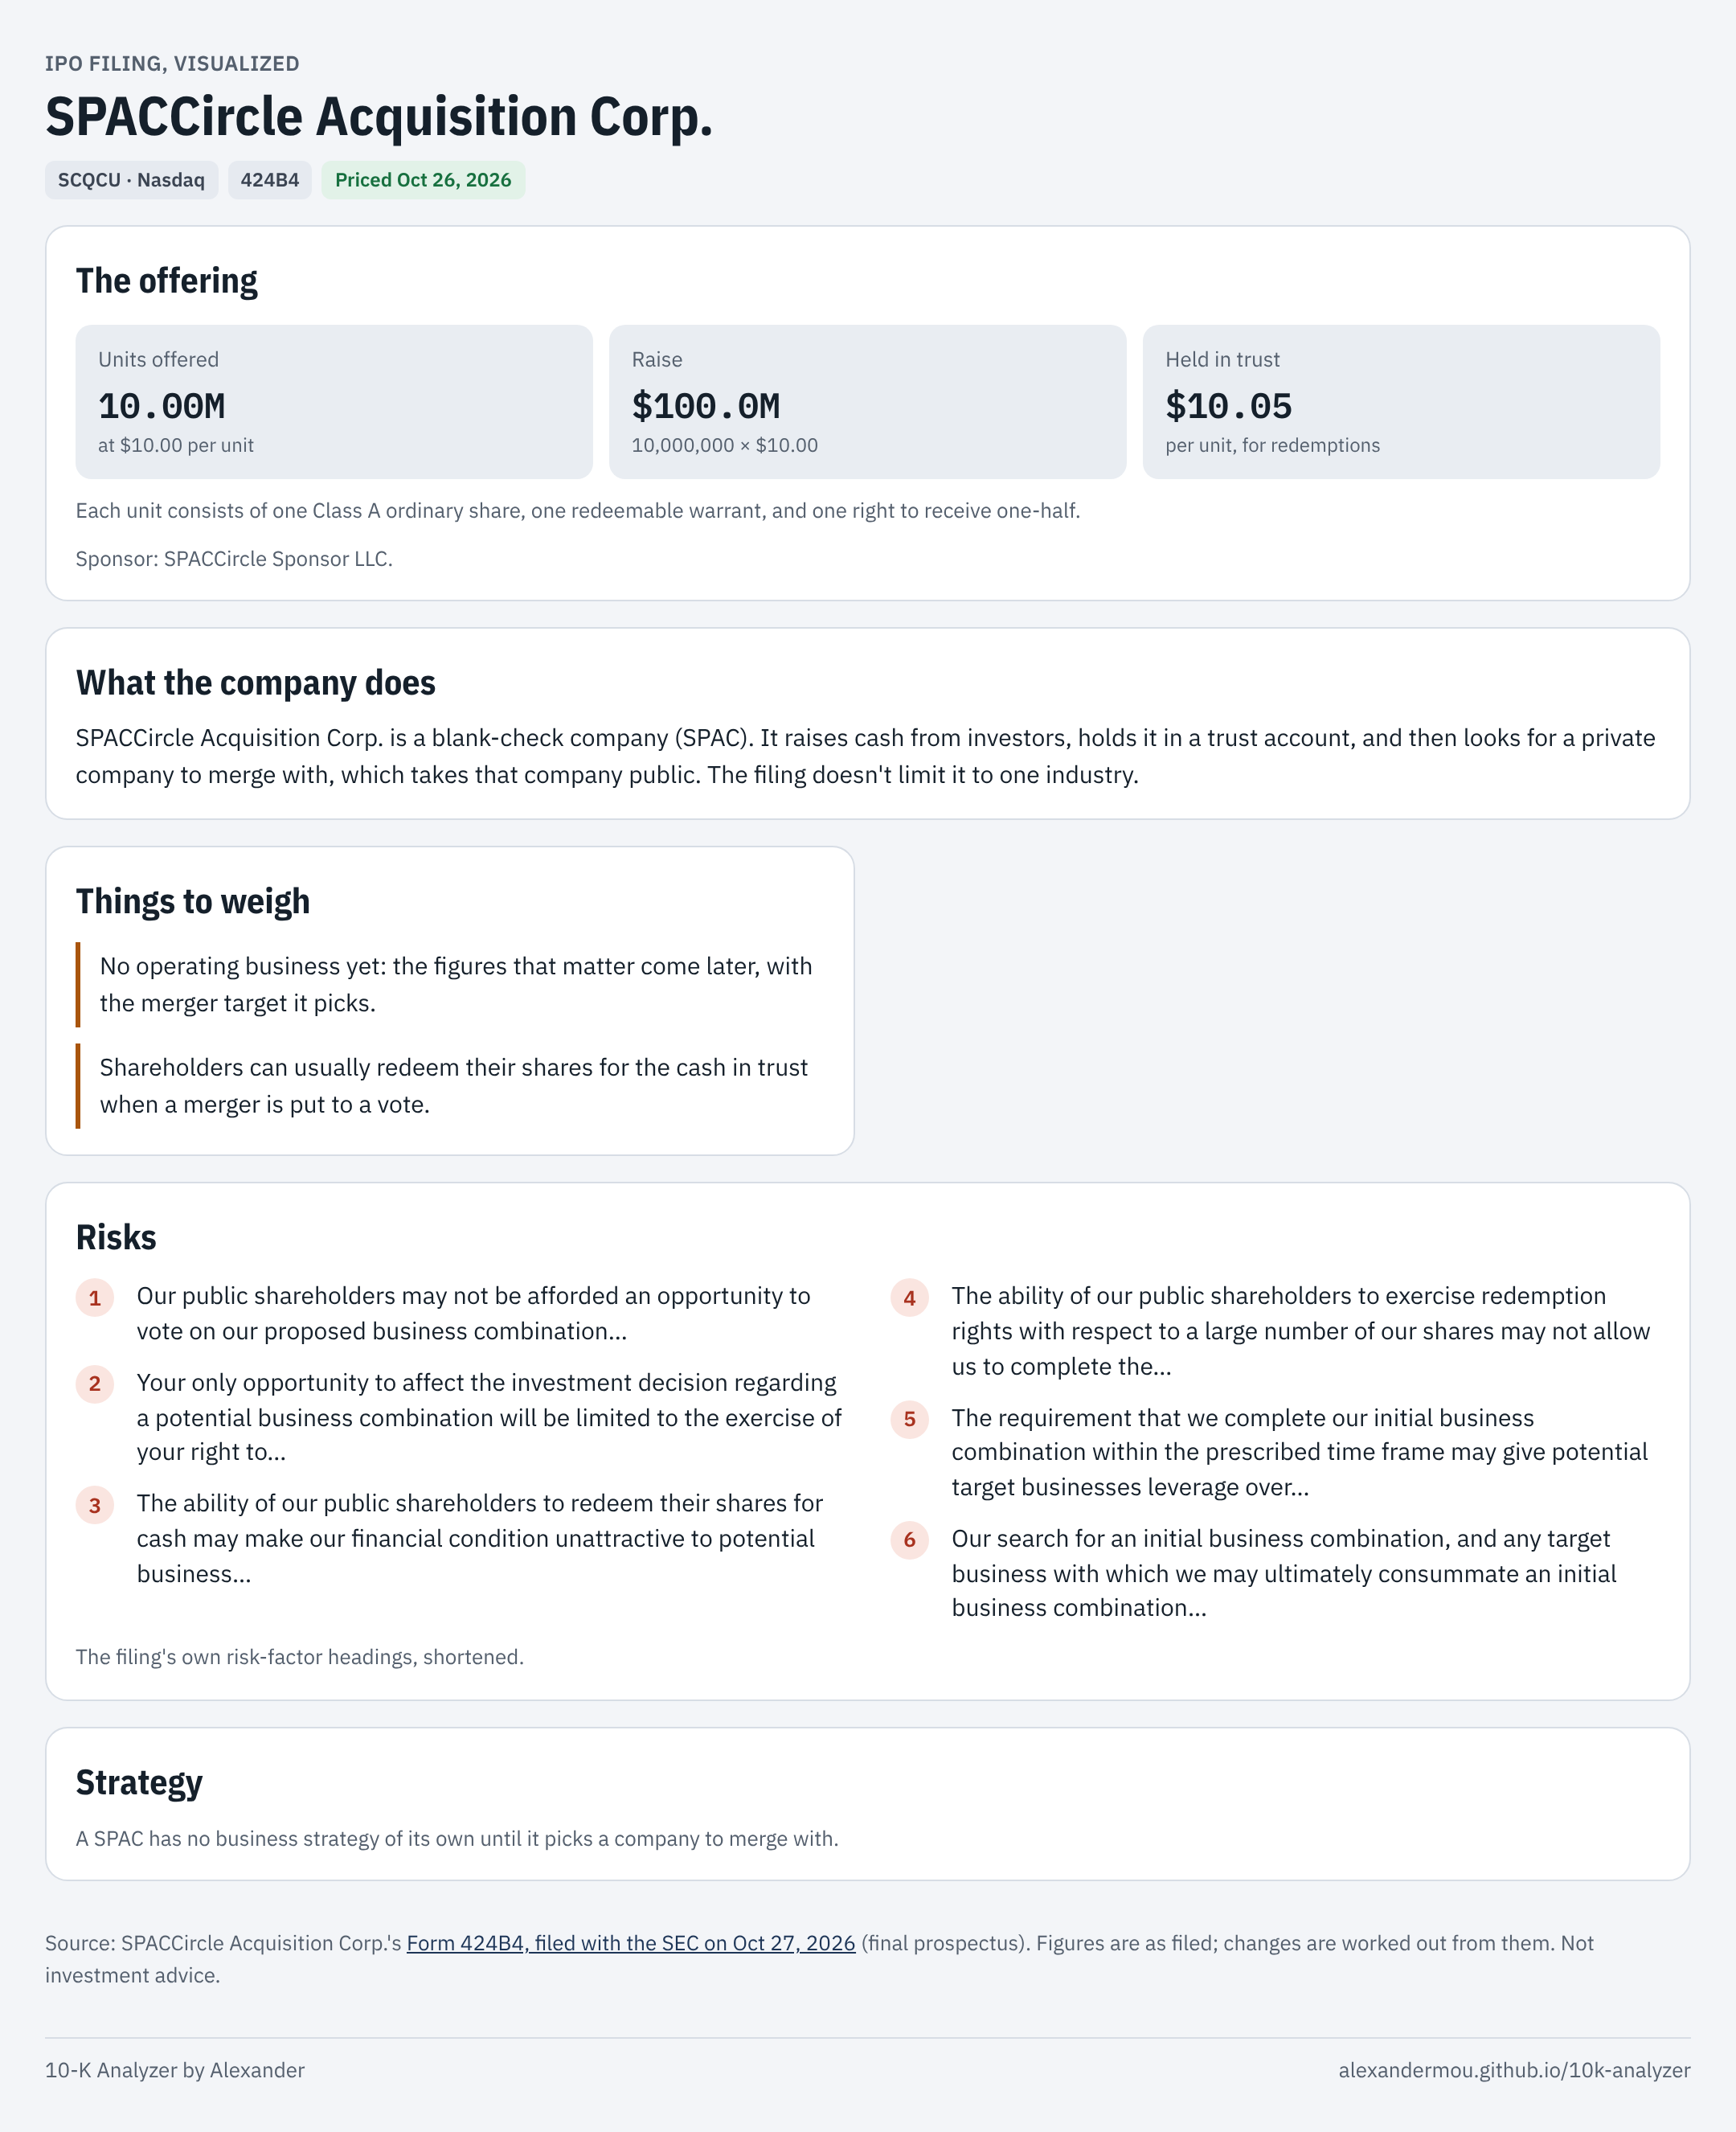 IPO FILING, VISUALIZED
SPACCircle Acquisition Corp.
SCQCU · Nasdaq
424B4
Priced Oct 26, 2026
The offering
Units offered
10.00M
at $10.00 per unit
Raise
$100.0M
10,000,000 × $10.00
Held in trust
$10.05
per unit, for redemptions
Each unit consists of one Class A ordinary share, one redeemable warrant, and one right to receive one-half.
Sponsor: SPACCircle Sponsor LLC.
What the company does
SPACCircle Acquisition Corp. is a blank-check company (SPAC). It raises cash from investors, holds it in a trust account, and then looks for a private
company to merge with, which takes that company public. The filing doesn't limit it to one industry.
Things to weigh
No operating business yet: the figures that matter come later, with
the merger target it picks.
Shareholders can usually redeem their shares for the cash in trust
when a merger is put to a vote.
Risks
1
Our public shareholders may not be afforded an opportunity to
vote on our proposed business combination...
2
Your only opportunity to affect the investment decision regarding
a potential business combination will be limited to the exercise of
your right to...
3
The ability of our public shareholders to redeem their shares for
cash may make our financial condition unattractive to potential
business...
4
The ability of our public shareholders to exercise redemption
rights with respect to a large number of our shares may not allow
us to complete the...
5
The requirement that we complete our initial business
combination within the prescribed time frame may give potential
target businesses leverage over...
6
Our search for an initial business combination, and any target
business with which we may ultimately consummate an initial
business combination...
The filing's own risk-factor headings, shortened.
Strategy
A SPAC has no business strategy of its own until it picks a company to merge with.
Source: SPACCircle Acquisition Corp.'s Form 424B4, filed with the SEC on Oct 27, 2026 (final prospectus). Figures are as filed; changes are worked out from them. Not
investment advice.
10-K Analyzer by Alexander
alexandermou.github.io/10k-analyzer